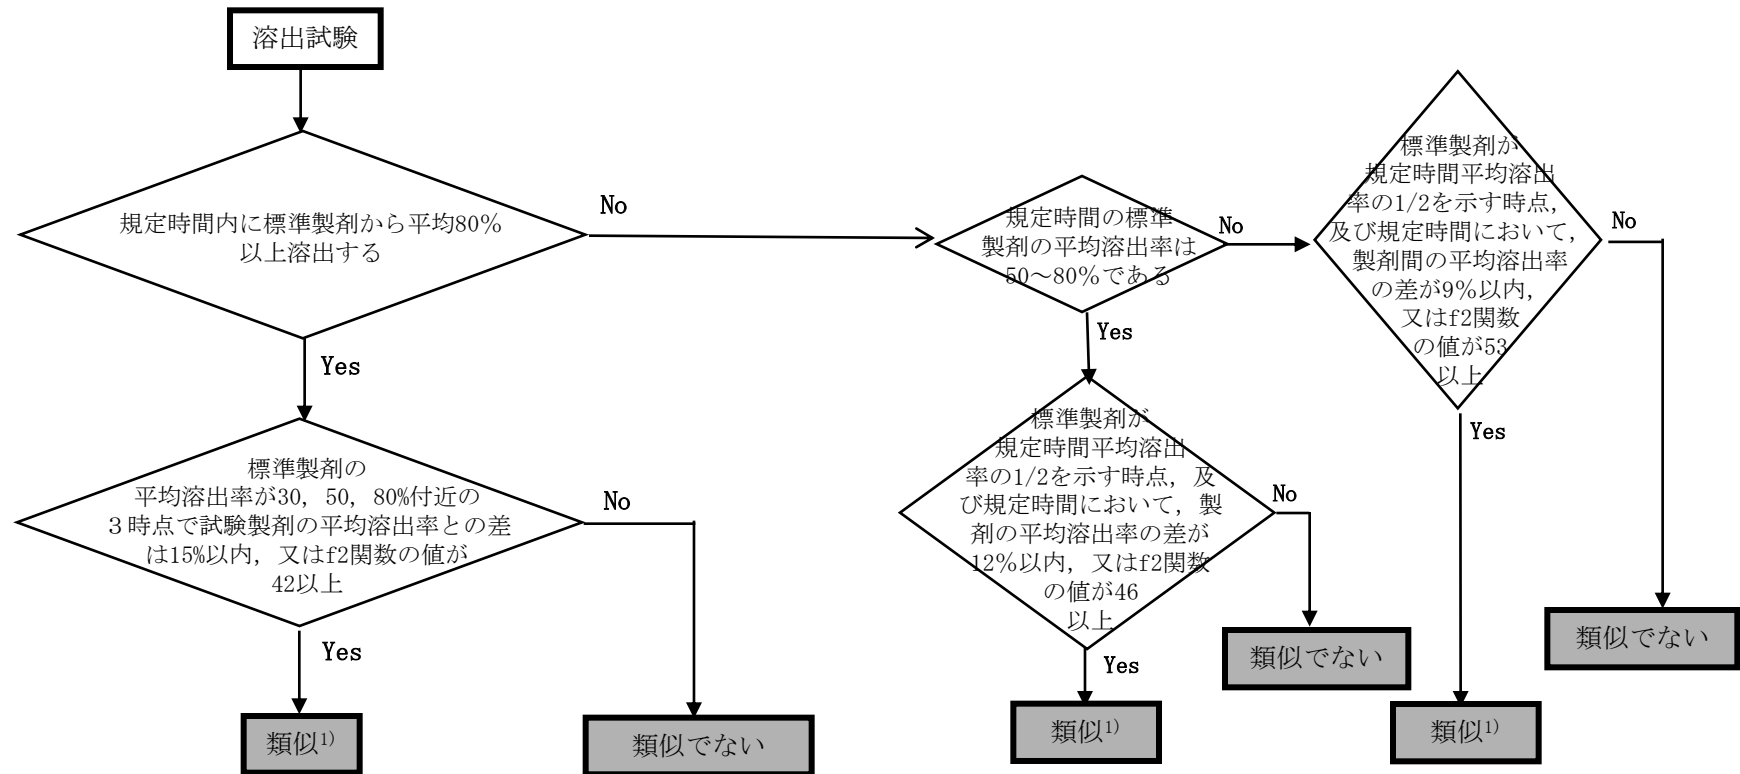 溶出試験
規定時間内に標準製剤から平均80％
以上溶出する
No
Yes
標準製剤の
平均溶出率が30，50，80%付近の
３時点で試験製剤の平均溶出率との差
は15%以内，又はf2関数の値が
42以上
No
Yes
類似1)
類似でない
規定時間の標準
製剤の平均溶出率は
50～80％である
No
Yes
標準製剤が
規定時間平均溶出
率の1/2を示す時点，及
び規定時間において，製
剤の平均溶出率の差が
12％以内，又はf2関数
の値が46
以上
No
Yes
類似1)
類似でない
標準製剤が
規定時間平均溶出
率の1/2を示す時点，
及び規定時間において，
製剤間の平均溶出率
の差が9％以内，
又はf2関数
の値が53
以上
No
Yes
類似1)
類似でない